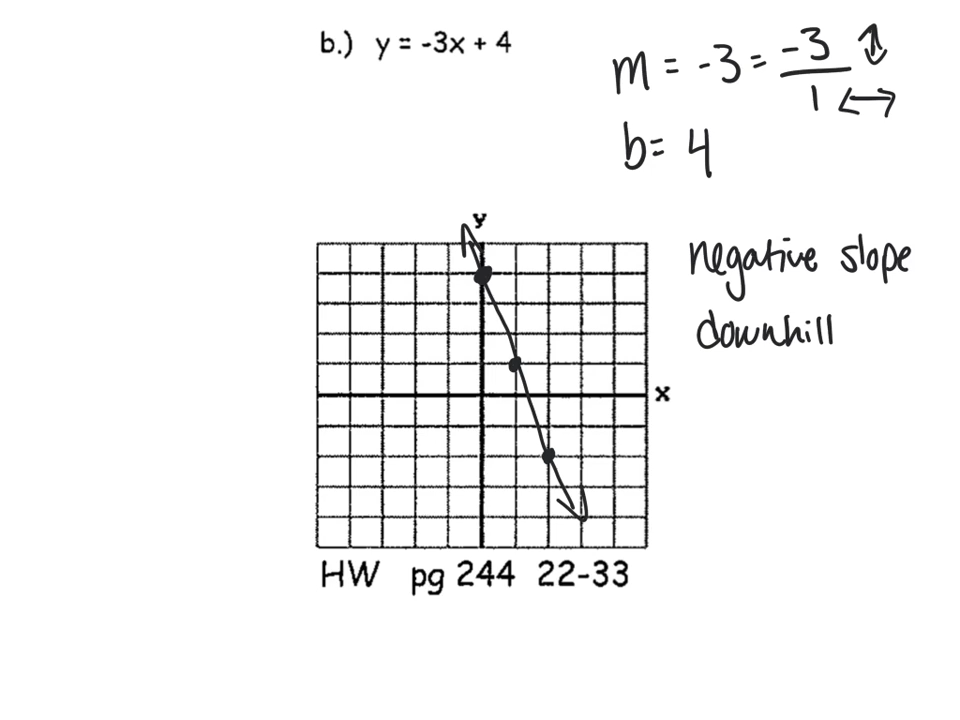 b.) y = -3x + 4
m = -3 = -3/1
b = 4
y
negative slope
downhill
x
HW pg 244 22-33